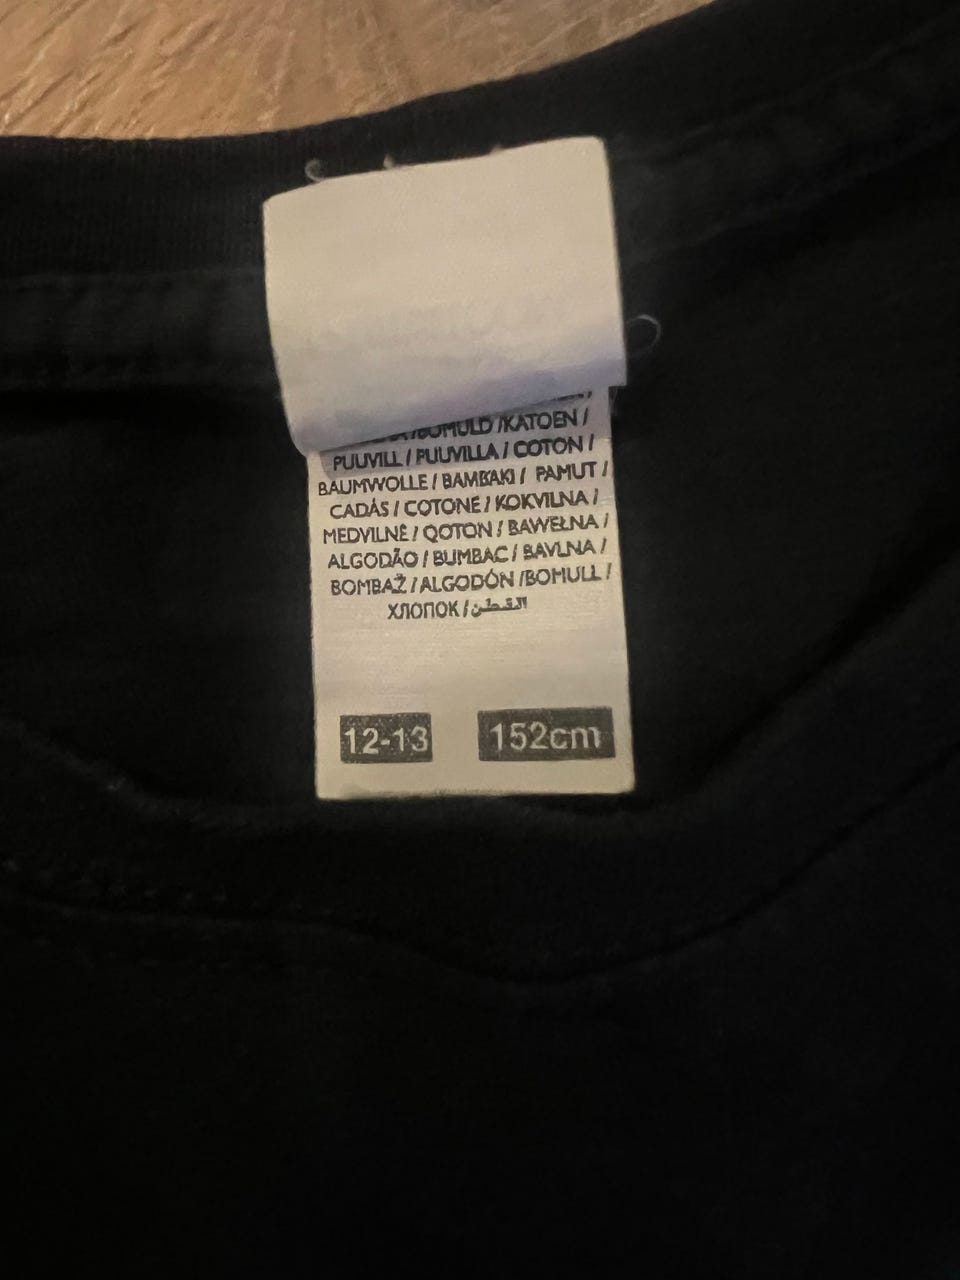 /BOMULD /KATOEN /
PUUVILL / PUUVILLA / COTON /
BAUMWOLLE / BAMBAKI / PAMUT /
CADÁS / COTONE / KOKVILNA /
MEDVILNĖ / QOTON / BAWEŁNA /
ALGODÃO / BUMBAC / BAVLNA /
BOMBAŽ / ALGODÓN /BOMULL /
ХЛОПОК / القطن
12-13 152cm